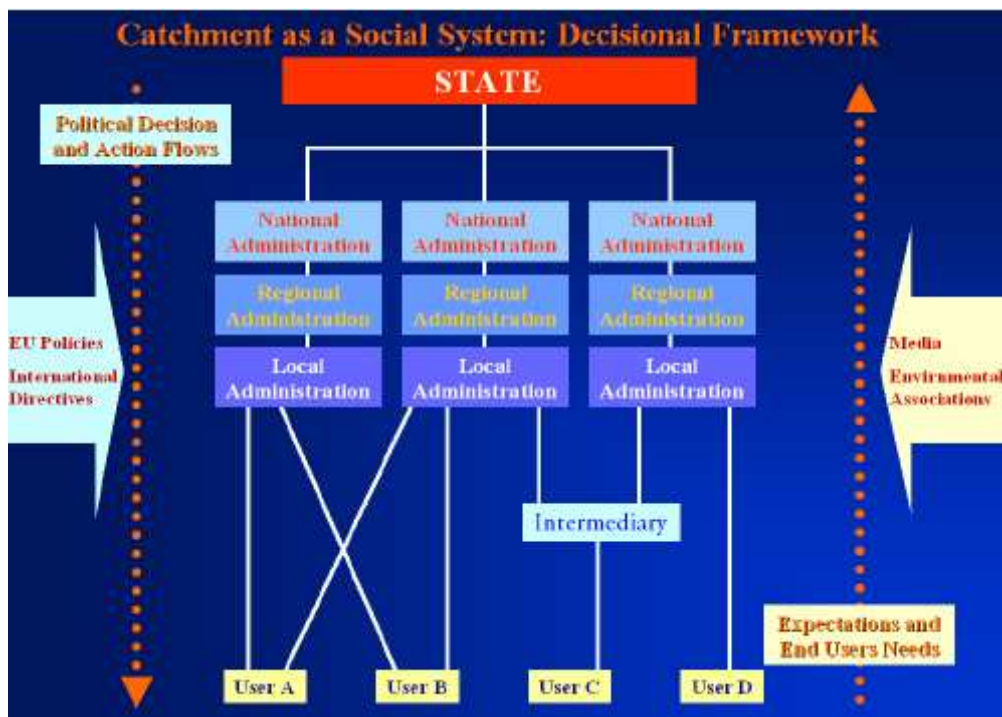 Catchment as a Social System: Decisional Framework
STATE
Political Decision
and Action Flows
National
Administration
National
Administration
National
Administration
Regional
Administration
Regional
Administration
Regional
Administration
EU Policies
International
Directives
Local
Administration
Local
Administration
Local
Administration
Media
Envirnmental
Associations
Intermediary
Expectations and
End Users Needs
User A
User B
User C
User D